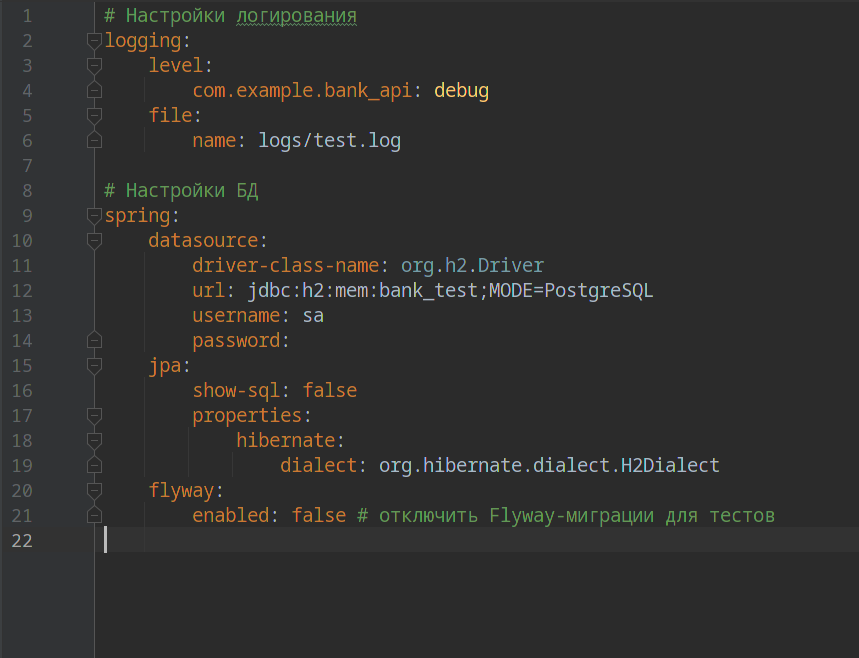 1 # Настройки логирования
2 logging:
3     level:
4         com.example.bank_api: debug
5     file:
6         name: logs/test.log
7
8 # Настройки БД
9 spring:
10     datasource:
11         driver-class-name: org.h2.Driver
12         url: jdbc:h2:mem:bank_test;MODE=PostgreSQL
13         username: sa
14         password:
15     jpa:
16         show-sql: false
17         properties:
18             hibernate:
19                 dialect: org.hibernate.dialect.H2Dialect
20     flyway:
21         enabled: false # отключить Flyway-миграции для тестов
22